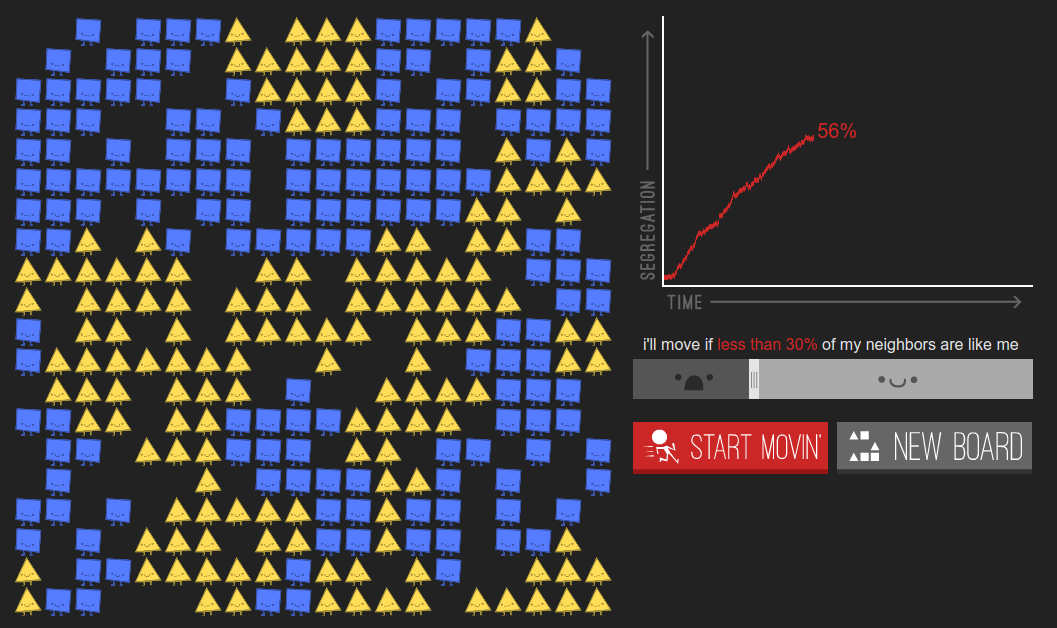 56%
SEGREGATION
TIME
i'll move if less than 30% of my neighbors are like me
START MOVIN'
NEW BOARD